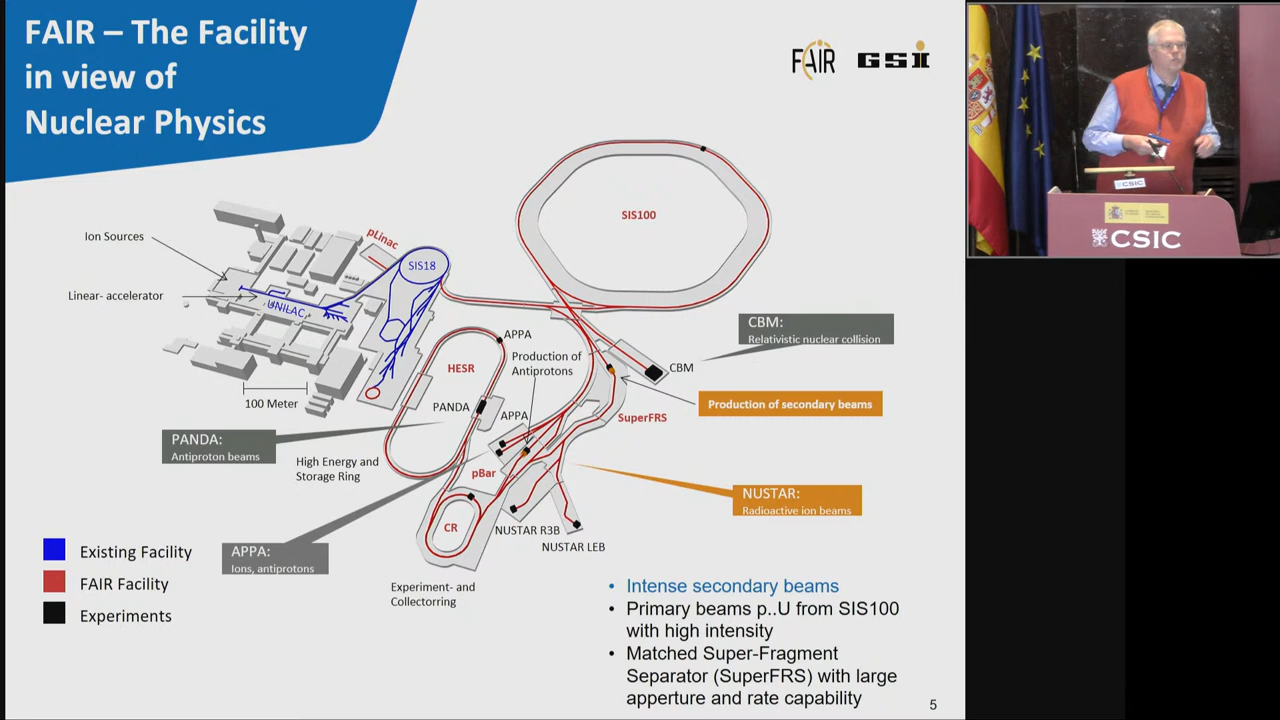 FAIR – The Facility
in view of
Nuclear Physics
FAIR GSI
SIS100
Ion Sources
pLinac
SIS18
Linear- accelerator
UNILAC
CBM:
Relativistic nuclear collision
APPA
Production of
Antiprotons
HESR
CBM
100 Meter
PANDA
APPA
Production of secondary beams
SuperFRS
PANDA:
Antiproton beams
High Energy and
Storage Ring
pBar
NUSTAR:
Radioactive ion beams
CR
NUSTAR R3B
NUSTAR LEB
Existing Facility
APPA:
Ions, antiprotons
FAIR Facility
Experiments
Experiment- and
Collectorring
• Intense secondary beams
• Primary beams p..U from SIS100
with high intensity
• Matched Super-Fragment
Separator (SuperFRS) with large
apperture and rate capability
5
CSIC
CSIC